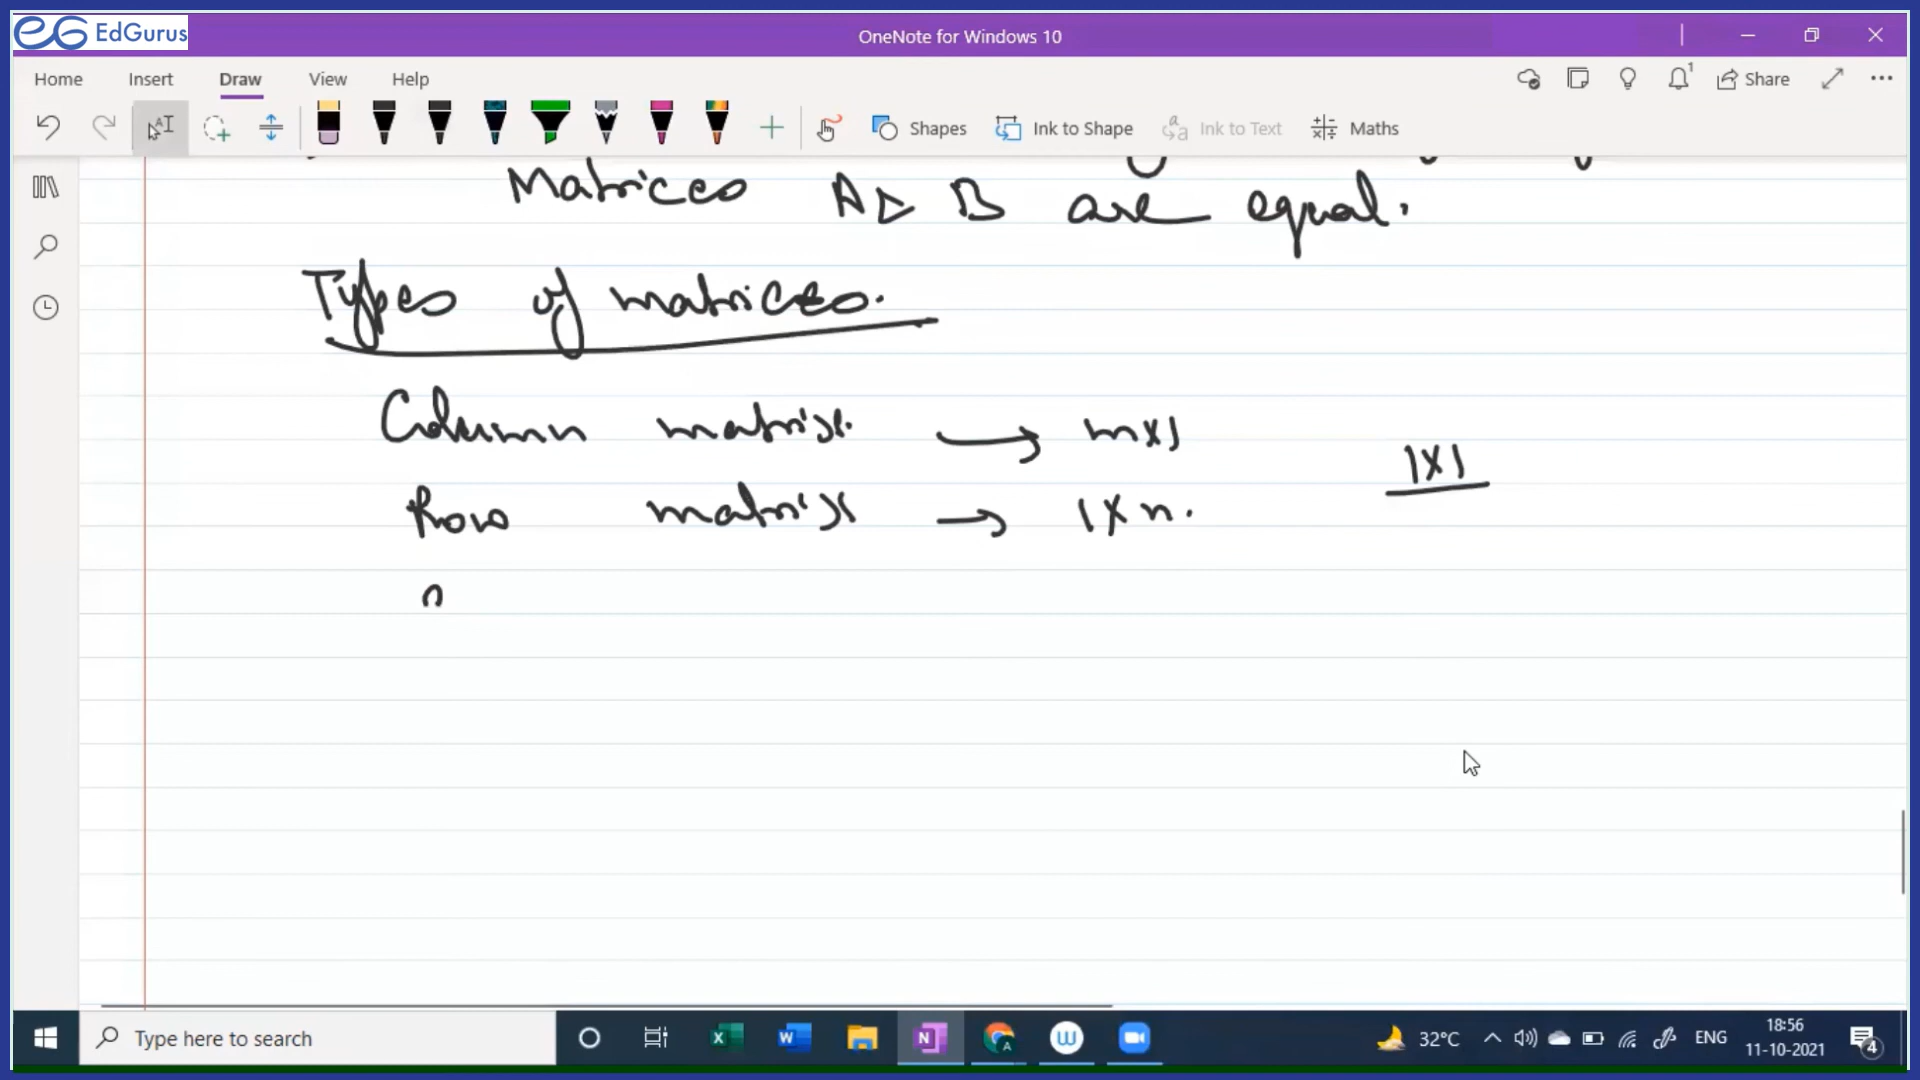 EdGurus
OneNote for Windows 10
Home Insert Draw View Help
1
Share
Shapes Ink to Shape Ink to Text Maths
Matrices A & B are equal.
Types of matrices.
Column matrix. → m×1
1×1
Row matrix → 1×n.
Type here to search
32°C ENG 18:56
11-10-2021
4